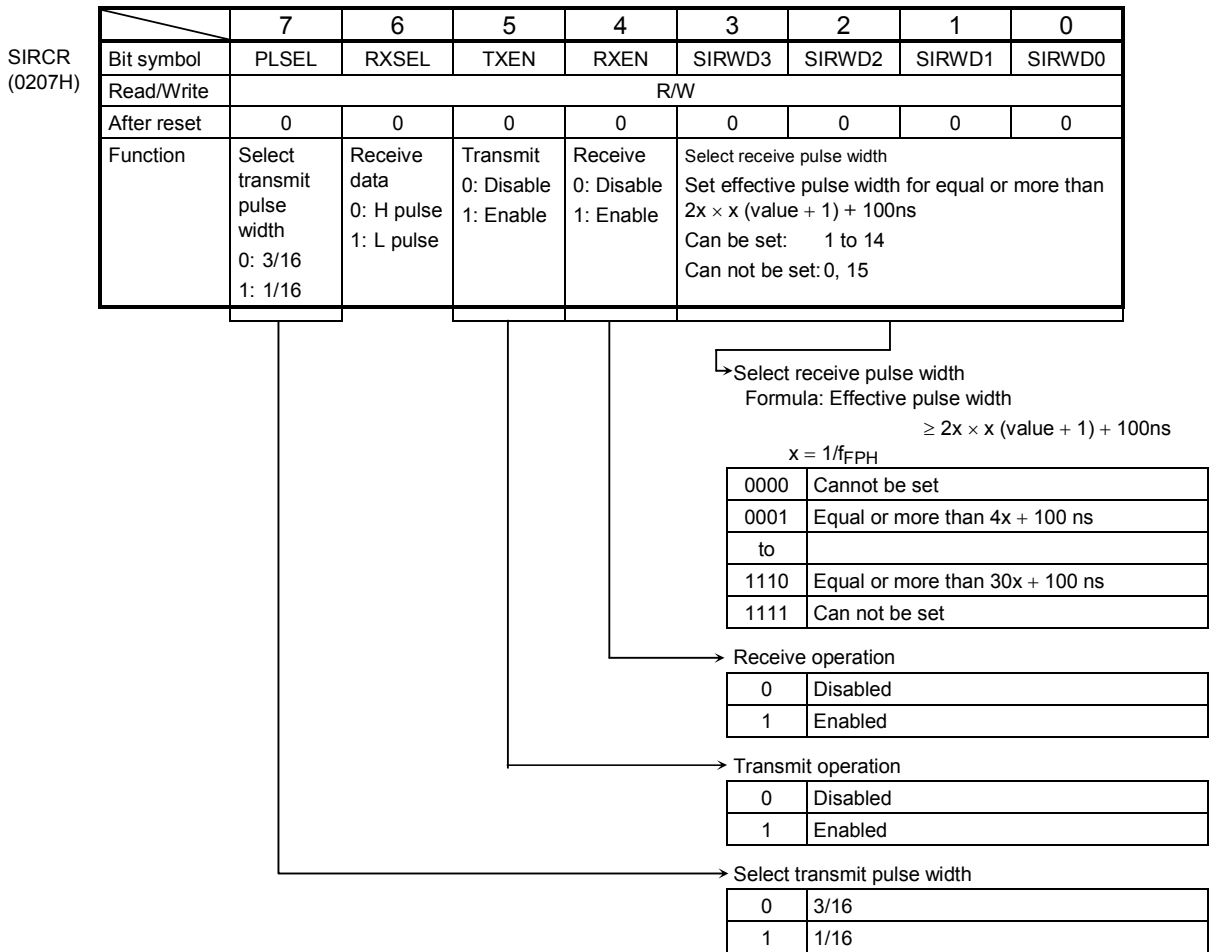 7 6 5 4 3 2 1 0
SIRCR
(0207H)
Bit symbol PLSEL RXSEL TXEN RXEN SIRWD3 SIRWD2 SIRWD1 SIRWD0
Read/Write R/W
After reset 0 0 0 0 0 0 0 0
Function
Select
transmit
pulse
width
0: 3/16
1: 1/16
Receive
data
0: H pulse
1: L pulse
Transmit
0: Disable
1: Enable
Receive
0: Disable
1: Enable
Select receive pulse width
Set effective pulse width for equal or more than
2x × x (value + 1) + 100ns
Can be set: 1 to 14
Can not be set: 0, 15
Select receive pulse width
Formula: Effective pulse width
≥ 2x × x (value + 1) + 100ns
x = 1/fFPH
0000 Cannot be set
0001 Equal or more than 4x + 100 ns
to
1110 Equal or more than 30x + 100 ns
1111 Can not be set
Receive operation
0 Disabled
1 Enabled
Transmit operation
0 Disabled
1 Enabled
Select transmit pulse width
0 3/16
1 1/16